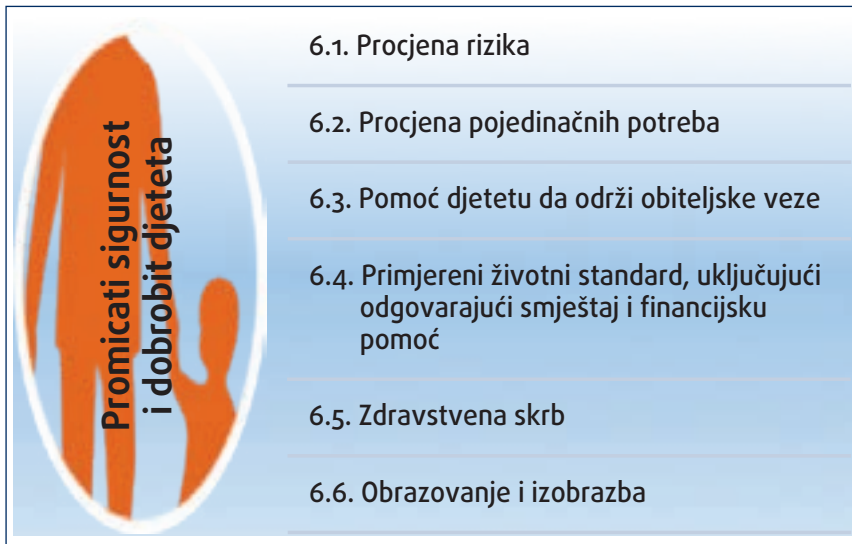 Promicati sigurnost
i dobrobit djeteta
6.1. Procjena rizika
6.2. Procjena pojedinačnih potreba
6.3. Pomoć djetetu da održi obiteljske veze
6.4. Primjereni životni standard, uključujući
odgovarajući smještaj i financijsku
pomoć
6.5. Zdravstvena skrb
6.6. Obrazovanje i izobrazba